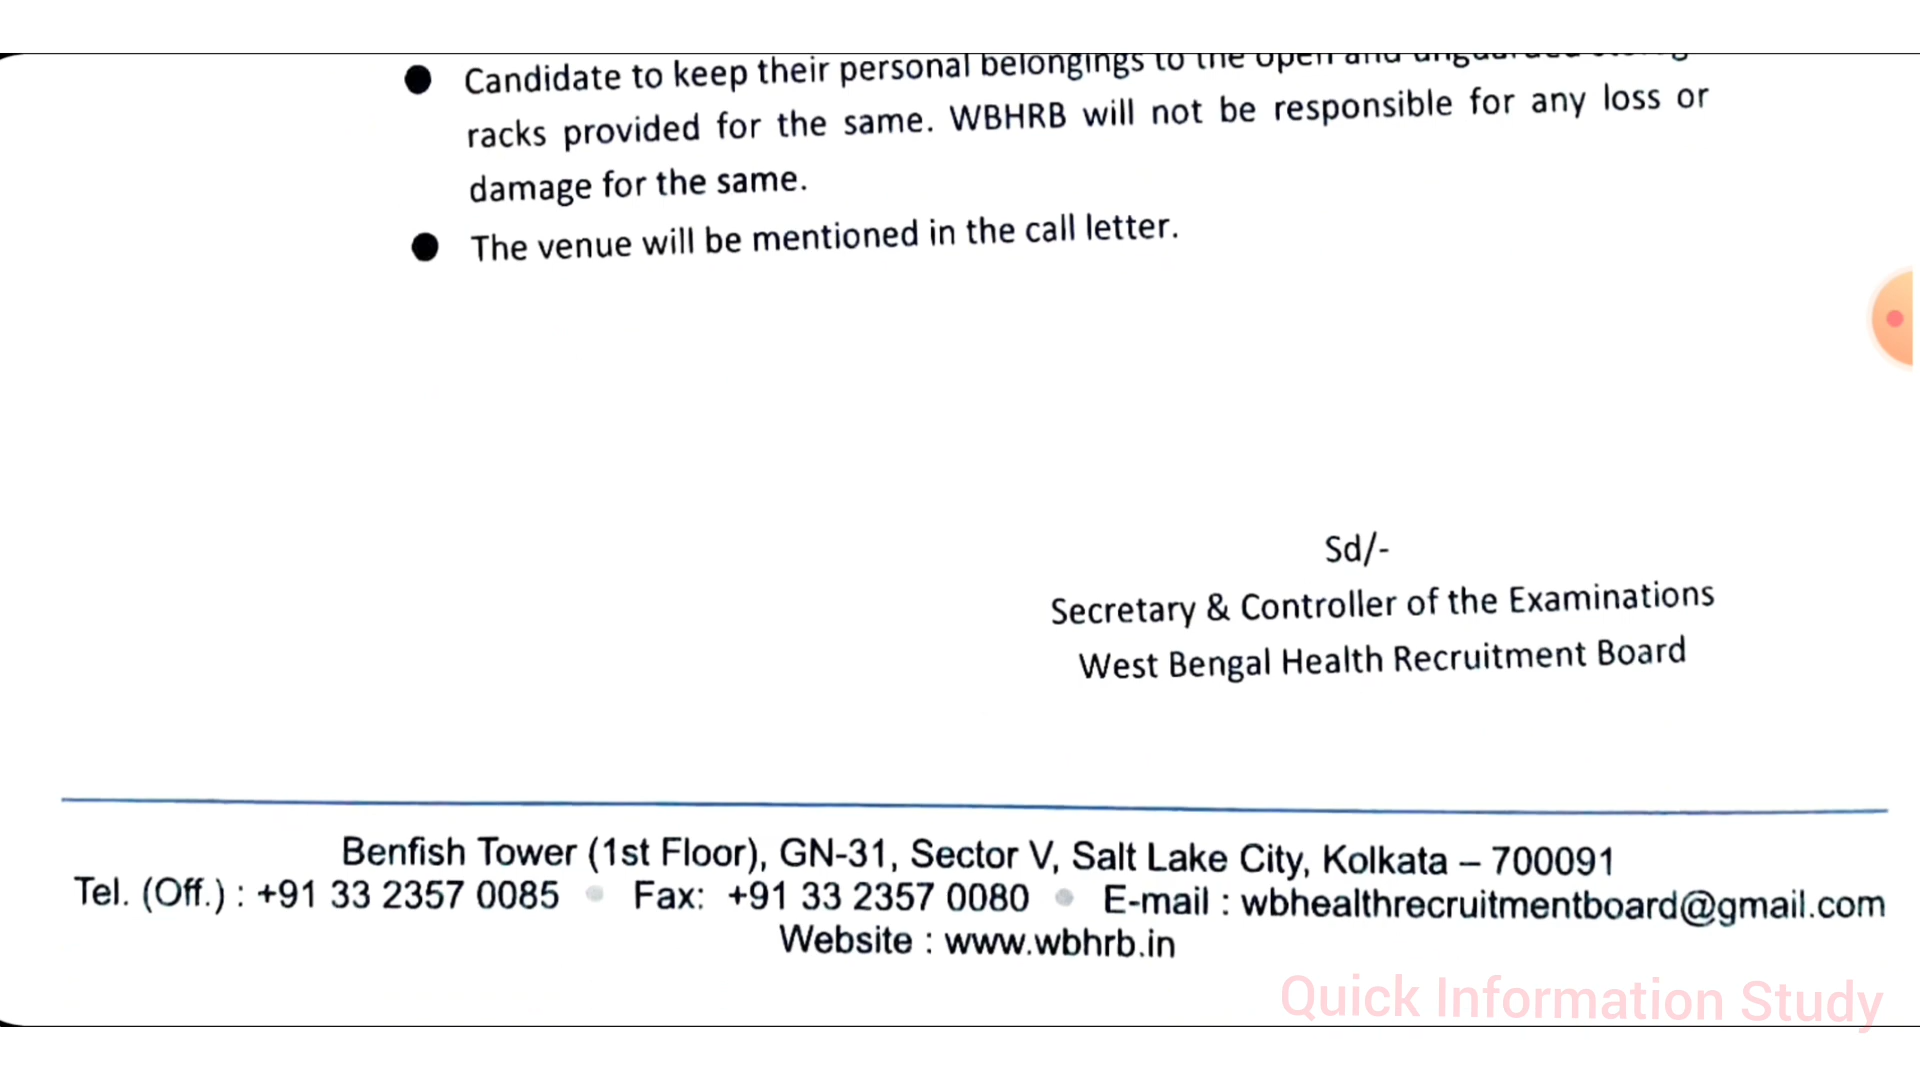 ● Candidate to keep their personal belongings to the open and
racks provided for the same. WBHRB will not be responsible for any loss or
damage for the same.
● The venue will be mentioned in the call letter.
Sd/-
Secretary & Controller of the Examinations
West Bengal Health Recruitment Board
Benfish Tower (1st Floor), GN-31, Sector V, Salt Lake City, Kolkata – 700091
Tel. (Off.) : +91 33 2357 0085 ● Fax: +91 33 2357 0080 ● E-mail : wbhealthrecruitmentboard@gmail.com
Website : www.wbhrb.in
Quick Information Study